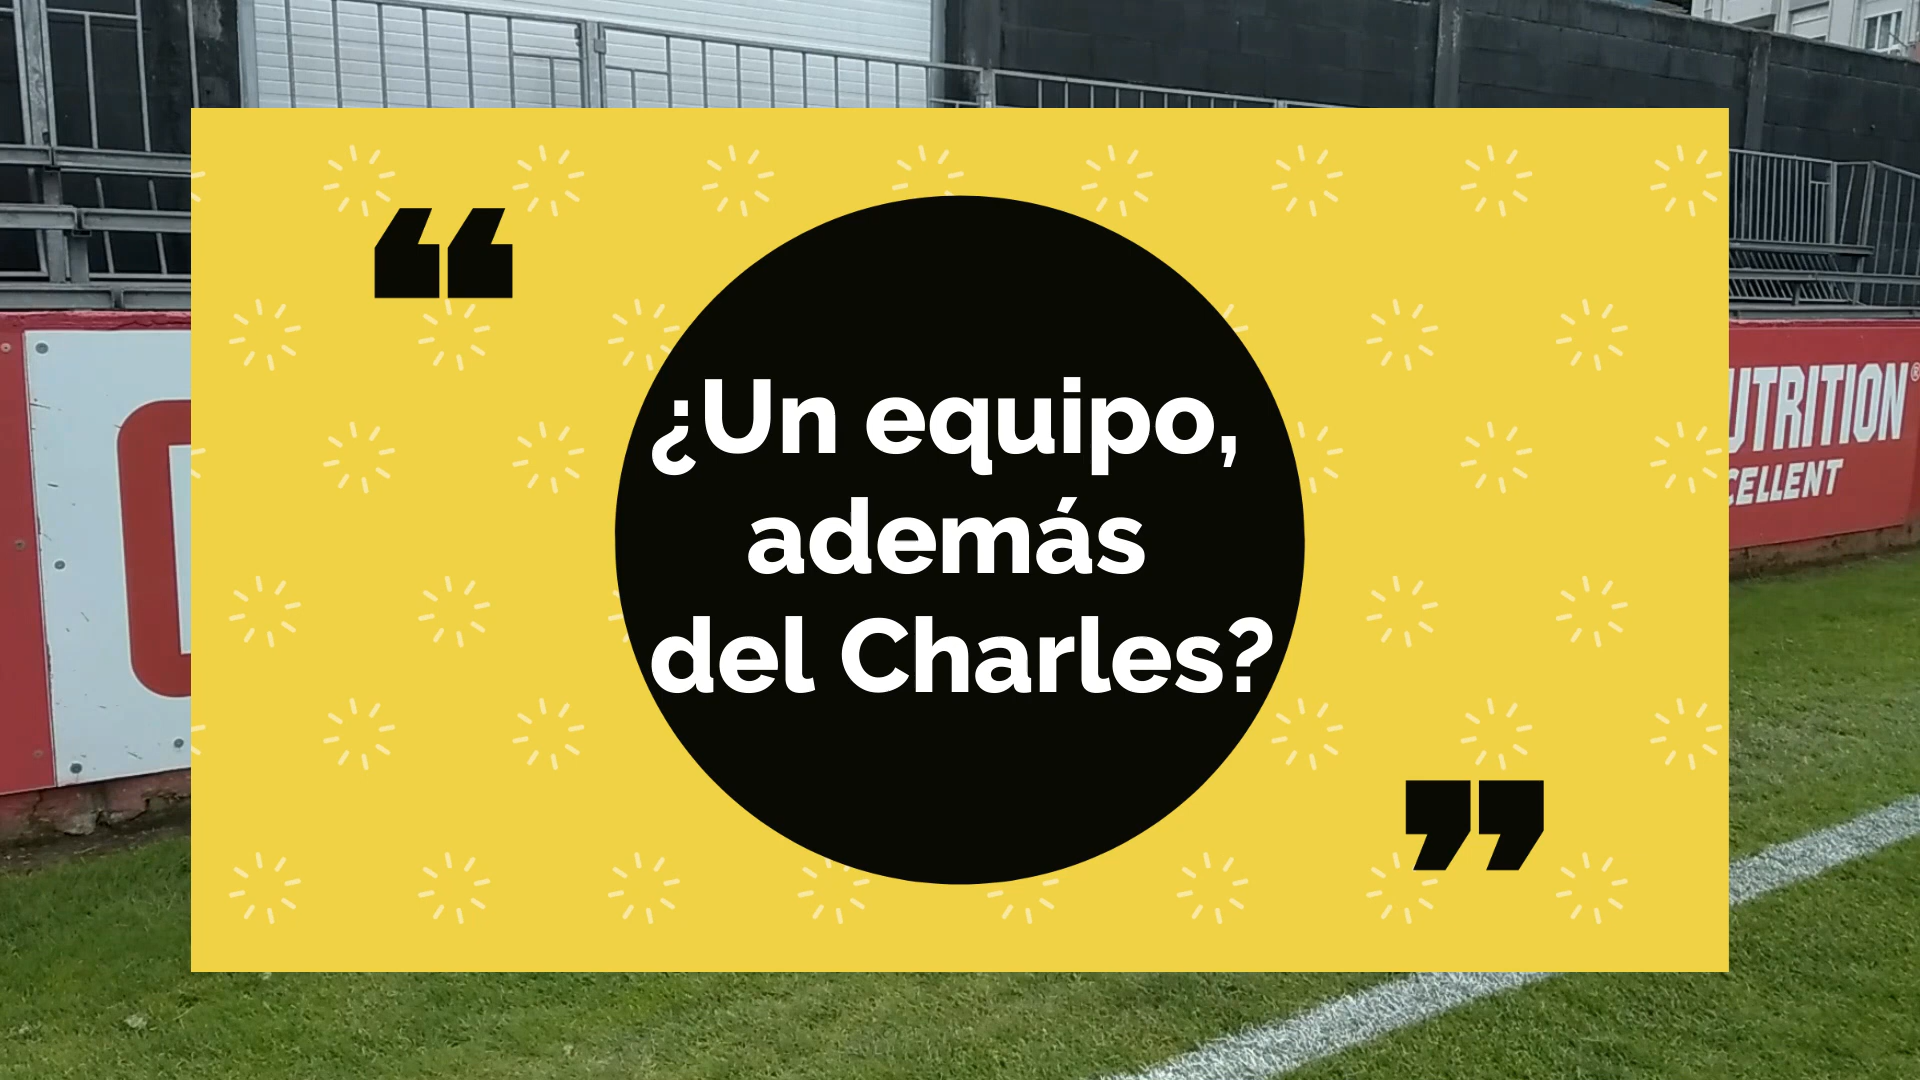 “
¿Un equipo,
además
del Charles?
”
UTRITION®
CELLENT